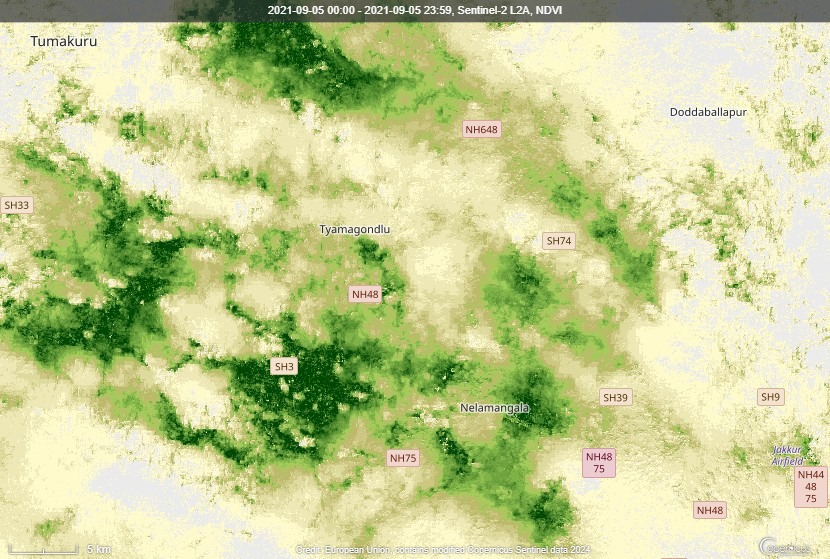 2021-09-05 00:00 - 2021-09-05 23:59, Sentinel-2 L2A, NDVI
Tumakuru
Doddaballapur
NH648
SH33
Tyamagondlu
SH74
NH48
SH3
SH39
SH9
Nelamangala
Jakkur
Airfield
NH75
NH48
75
NH44
48
75
NH48
5 km
Credit: European Union, contains modified Copernicus Sentinel data 2024